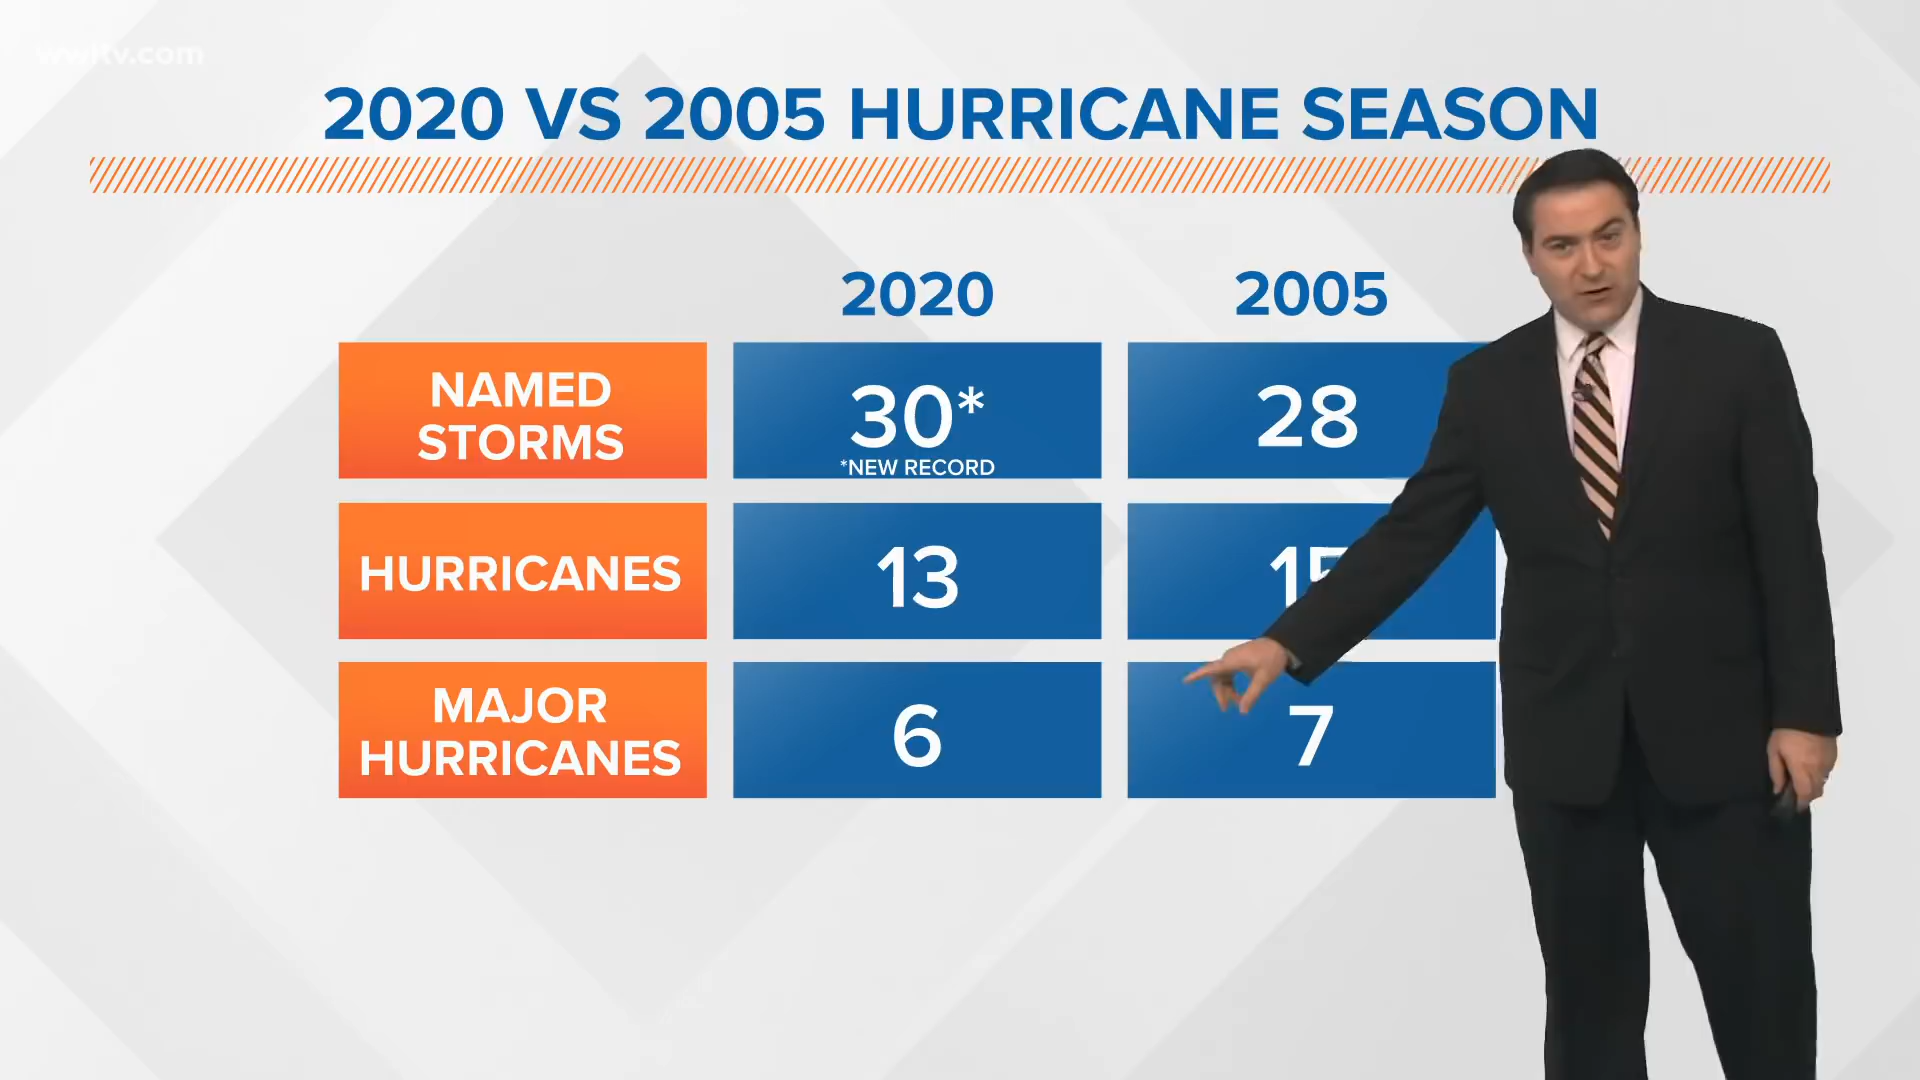 wwltv.com
2020 VS 2005 HURRICANE SEASON
2020 2005
NAMED STORMS
30* 28
*NEW RECORD
HURRICANES 13 15
MAJOR HURRICANES
6 7